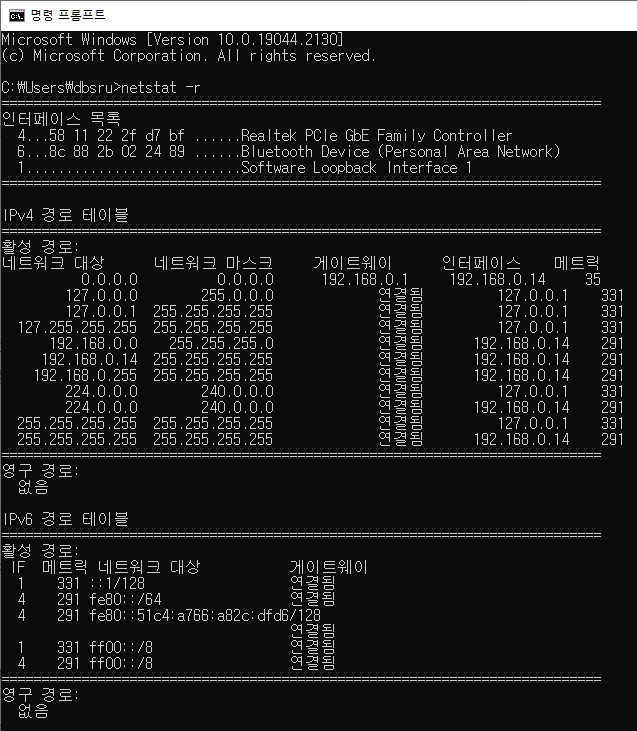 명령 프롬프트
Microsoft Windows [Version 10.0.19044.2130]
(c) Microsoft Corporation. All rights reserved.
C:₩Users₩dbsru>netstat -r
===========================================================================
인터페이스 목록
4...58 11 22 2f d7 bf ......Realtek PCIe GbE Family Controller
6...8c 88 2b 02 24 89 ......Bluetooth Device (Personal Area Network)
1...........................Software Loopback Interface 1
===========================================================================
IPv4 경로 테이블
===========================================================================
활성 경로:
네트워크 대상 네트워크 마스크 게이트웨이 인터페이스 메트릭
0.0.0.0 0.0.0.0 192.168.0.1 192.168.0.14 35
127.0.0.0 255.0.0.0 연결됨 127.0.0.1 331
127.0.0.1 255.255.255.255 연결됨 127.0.0.1 331
127.255.255.255 255.255.255.255 연결됨 127.0.0.1 331
192.168.0.0 255.255.255.0 연결됨 192.168.0.14 291
192.168.0.14 255.255.255.255 연결됨 192.168.0.14 291
192.168.0.255 255.255.255.255 연결됨 192.168.0.14 291
224.0.0.0 240.0.0.0 연결됨 127.0.0.1 331
224.0.0.0 240.0.0.0 연결됨 192.168.0.14 291
255.255.255.255 255.255.255.255 연결됨 127.0.0.1 331
255.255.255.255 255.255.255.255 연결됨 192.168.0.14 291
===========================================================================
영구 경로:
없음
IPv6 경로 테이블
===========================================================================
활성 경로:
IF 메트릭 네트워크 대상 게이트웨이
1 331 ::1/128 연결됨
4 291 fe80::/64 연결됨
4 291 fe80::51c4:a766:a82c:dfd6/128
연결됨
1 331 ff00::/8 연결됨
4 291 ff00::/8 연결됨
===========================================================================
영구 경로:
없음